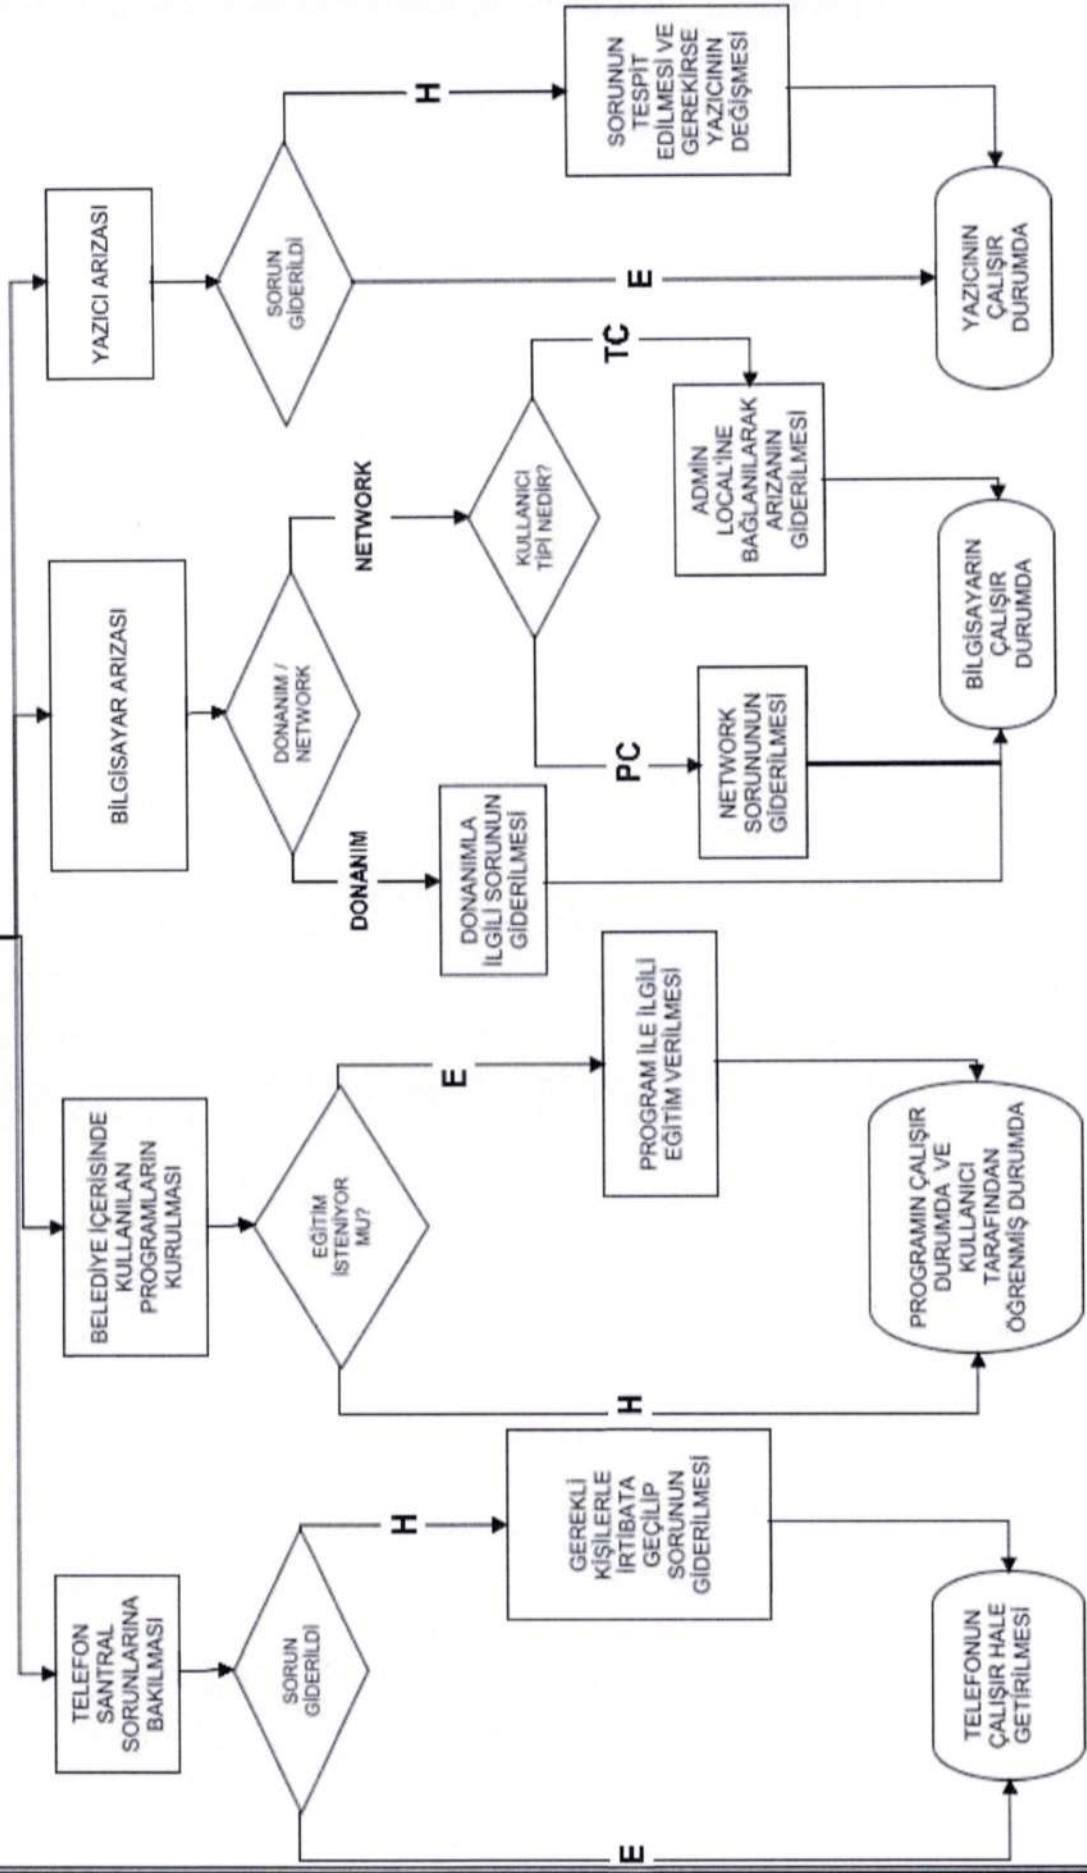 TELEFON
SANTRAL
SORUNLARINA
BAKILMASI
SORUN
GİDERİLDİ
H
GEREKLİ
KİŞİLERLE
İRTİBATA
GEÇİLİP
SORUNUN
GİDERİLMESİ
E
TELEFONUN
ÇALIŞIR HALE
GETİRİLMESİ
BELEDİYE İÇERİSİNDE
KULLANILAN
PROGRAMLARIN
KURULMASI
EĞİTİM
İSTENİYOR
MU?
E
PROGRAM İLE İLGİLİ
EĞİTİM VERİLMESİ
H
PROGRAMIN ÇALIŞIR
DURUMDA VE
KULLANICI
TARAFINDAN
ÖĞRENMİŞ DURUMDA
BİLGİSAYAR ARIZASI
DONANIM /
NETWORK
DONANIM
NETWORK
DONANIMLA
İLGİLİ SORUNUN
GİDERİLMESİ
KULLANICI
TİPİ NEDİR?
PC
TC
NETWORK
SORUNUNUN
GİDERİLMESİ
ADMİN
LOCAL'İNE
BAĞLANILARAK
ARIZANIN
GİDERİLMESİ
BİLGİSAYARIN
ÇALIŞIR
DURUMDA
YAZICI ARIZASI
SORUN
GİDERİLDİ
H
SORUNUN
TESPİT
EDİLMESİ VE
GEREKİRSE
YAZICININ
DEĞİŞMESİ
E
YAZICININ
ÇALIŞIR
DURUMDA